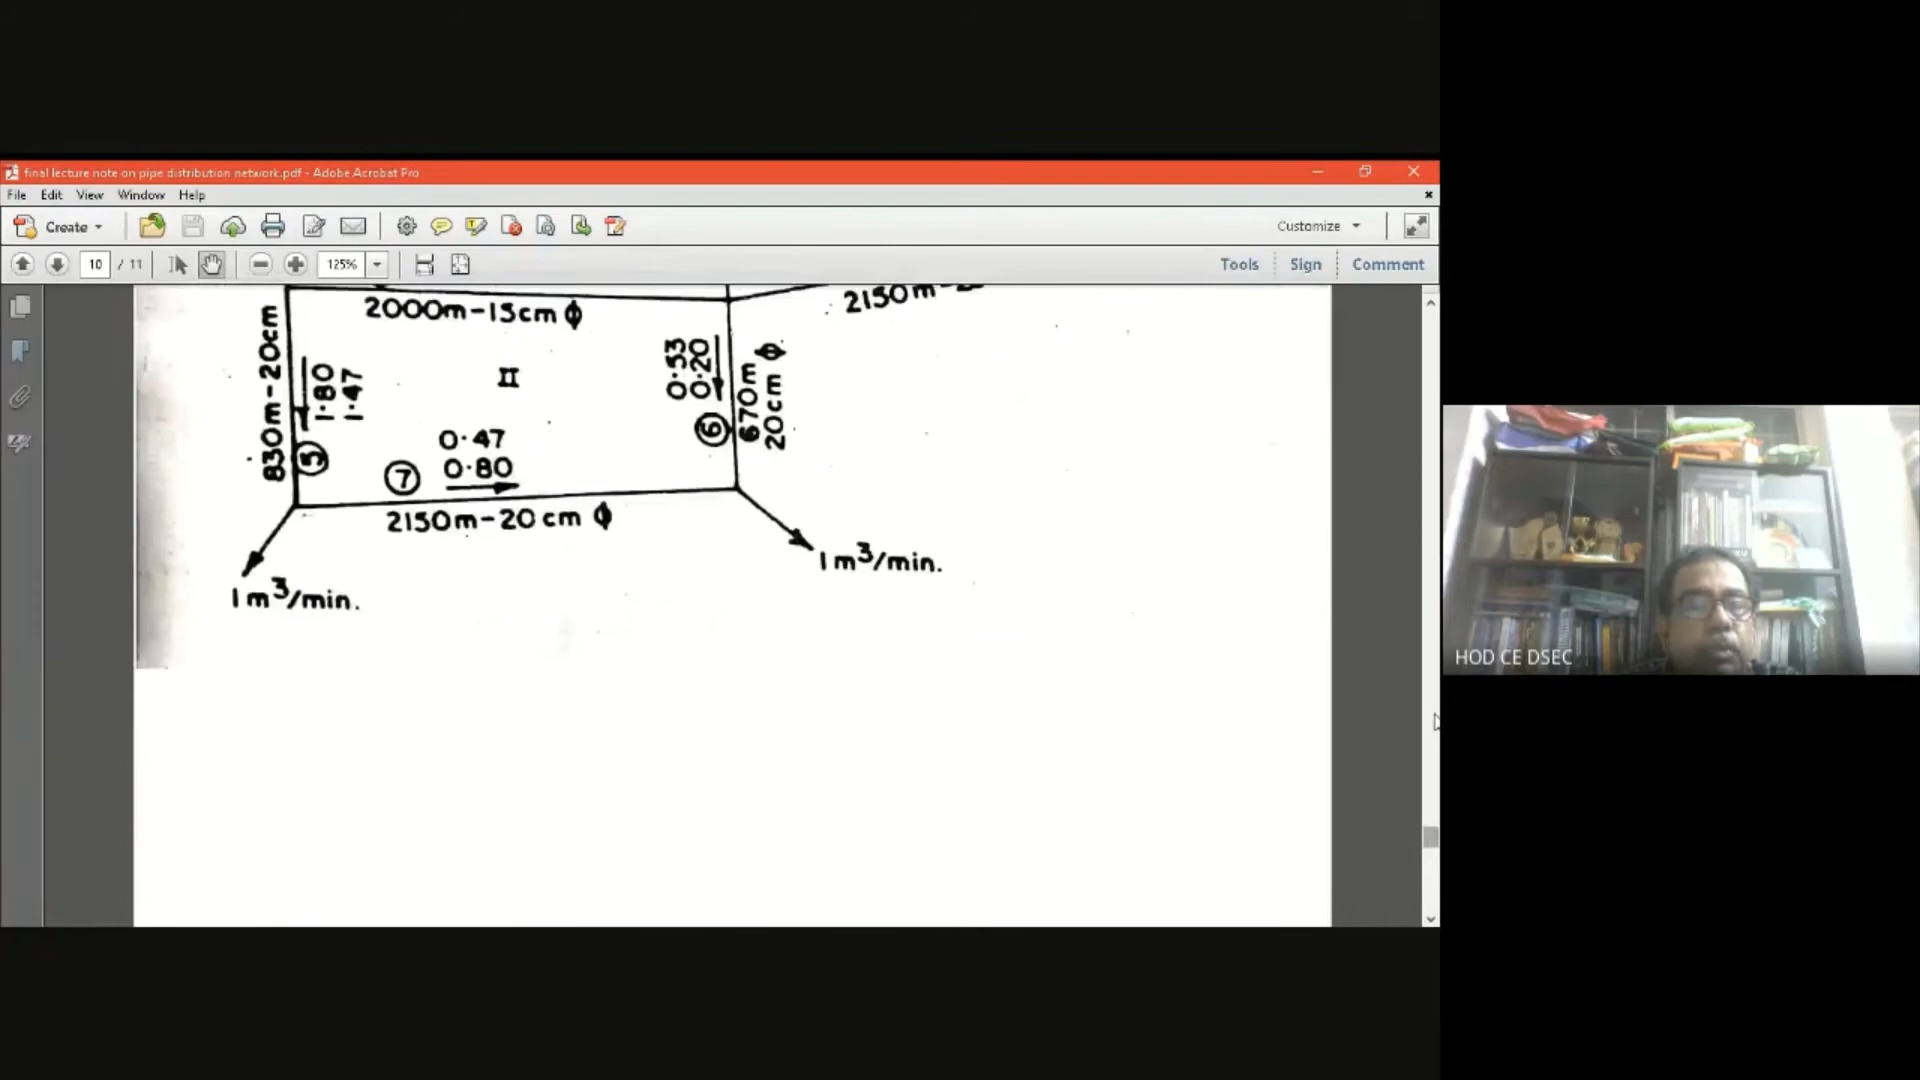 final lecture note on pipe distribution network.pdf - Adobe Acrobat Pro
File Edit View Window Help
Create
Customize
10 / 11
125%
Tools Sign Comment
2000m-15cm ϕ
2150m-
830m-20cm
1.80
1.47
II
0.53
0.20
670m
20cm ϕ
5
6
0.47
7
0.80
2150m-20cm ϕ
1m³/min.
1m³/min.
HOD CE DSEC